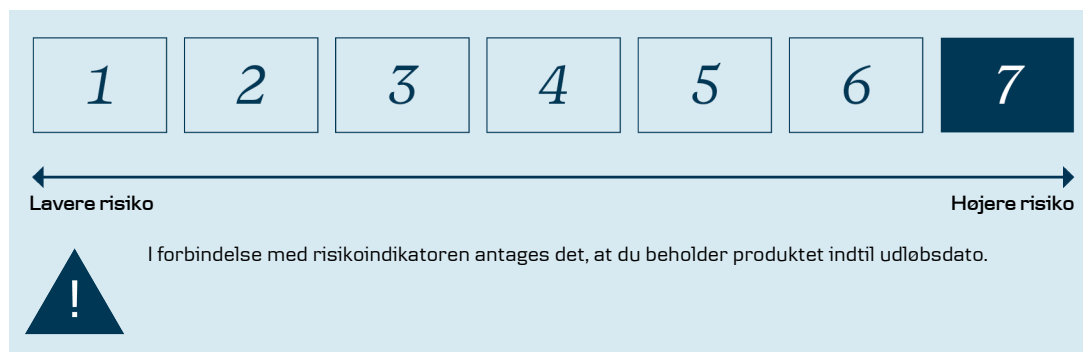 1 2 3 4 5 6 7
Lavere risiko Højere risiko
I forbindelse med risikoindikatoren antages det, at du beholder produktet indtil udløbsdato.
!